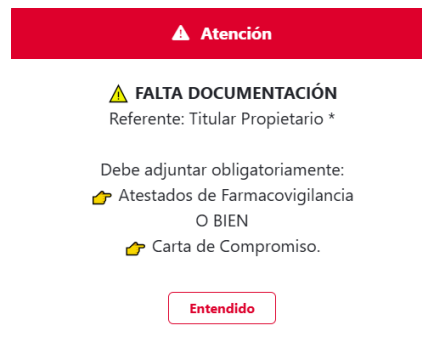 Atención
FALTA DOCUMENTACIÓN
Referente: Titular Propietario *
Debe adjuntar obligatoriamente:
Atestados de Farmacovigilancia
O BIEN
Carta de Compromiso.
Entendido